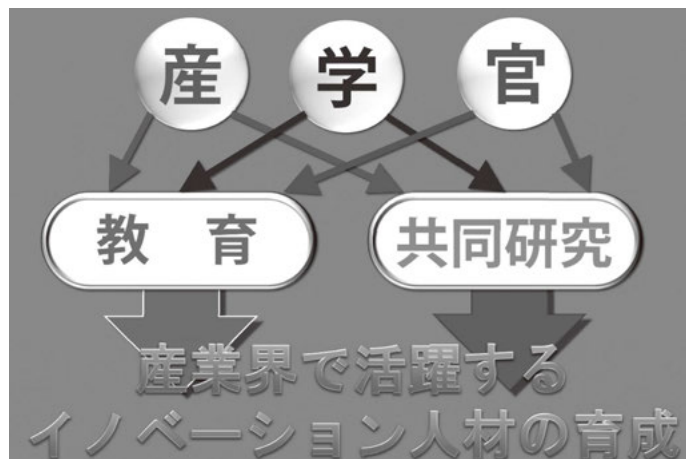 産 学 官
教 育 共同研究
産業界で活躍する
イノベーション人材の育成